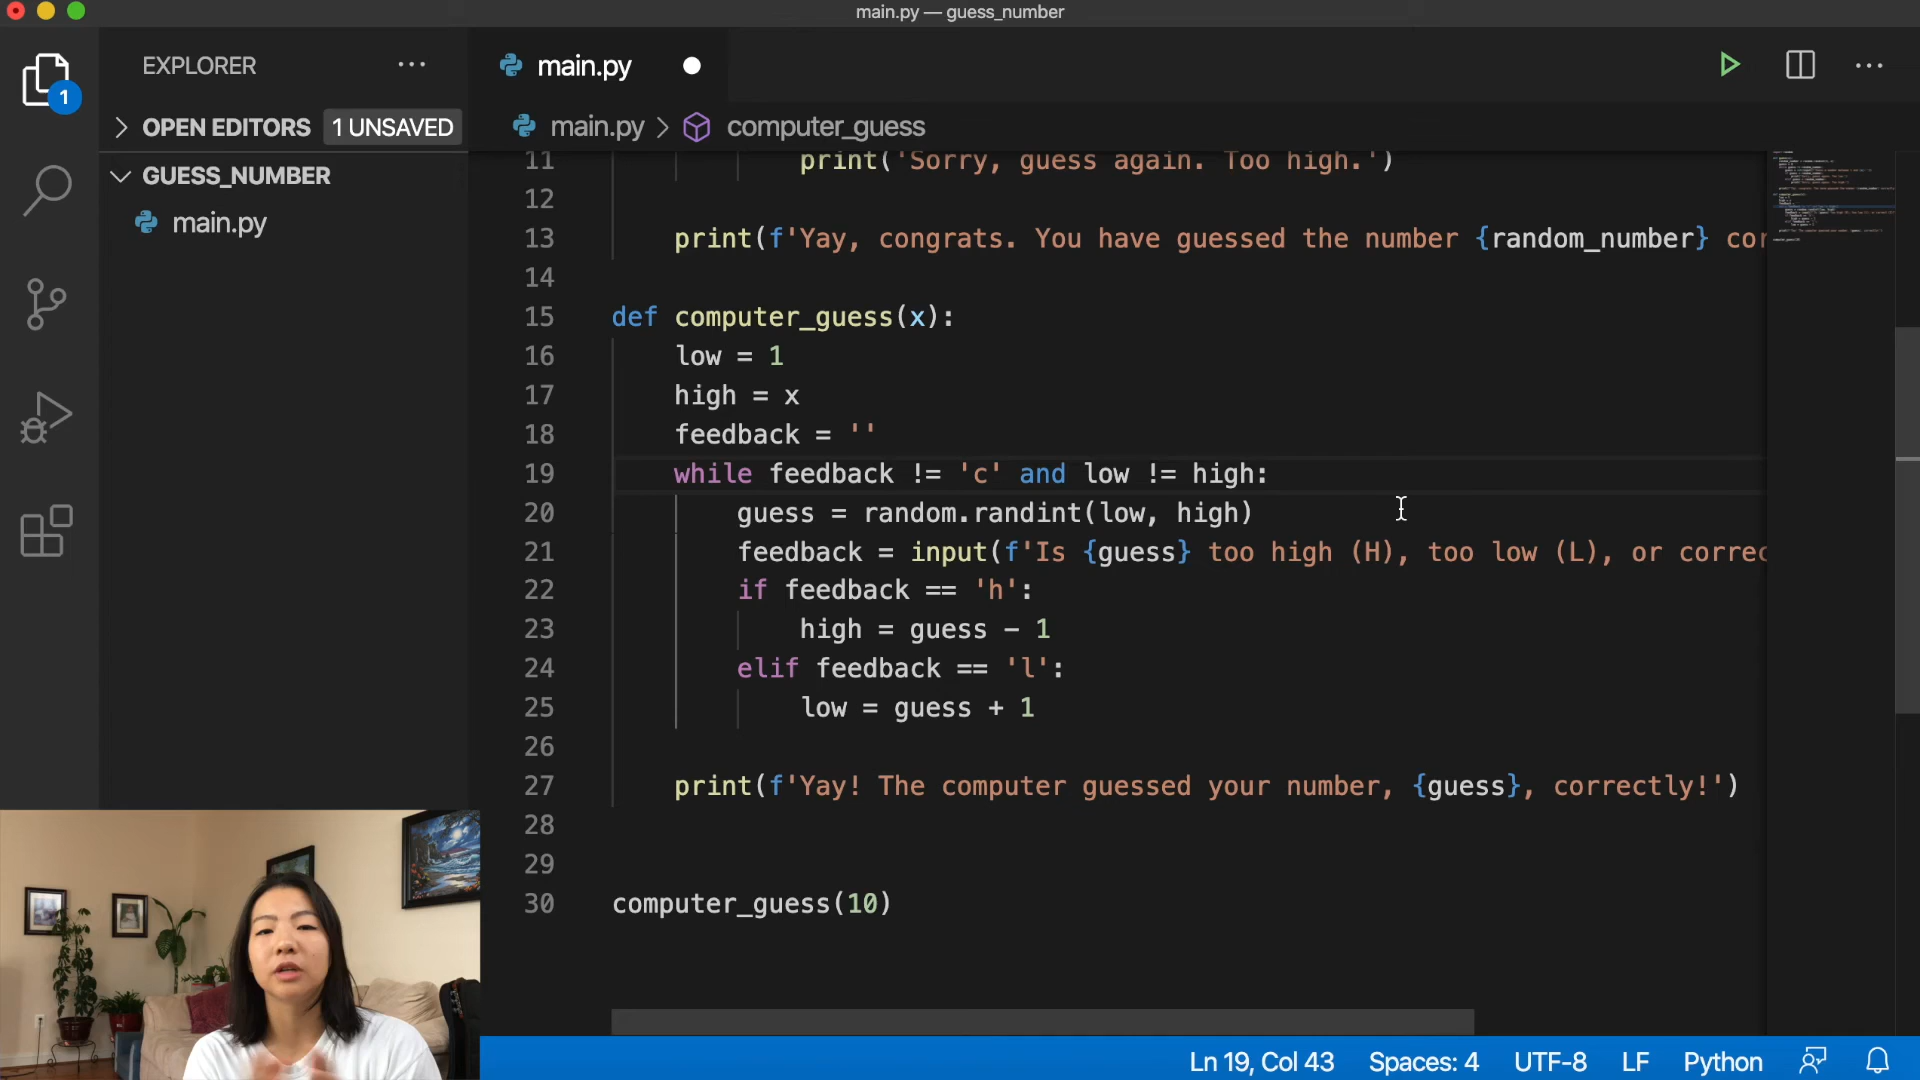 main.py — guess_number
EXPLORER
main.py
1
OPEN EDITORS
1 UNSAVED
main.py > computer_guess
GUESS_NUMBER
main.py
11 print('Sorry, guess again. Too high.')
12
13 print(f'Yay, congrats. You have guessed the number {random_number} cor
14
15 def computer_guess(x):
16 low = 1
17 high = x
18 feedback = ''
19 while feedback != 'c' and low != high:
20 guess = random.randint(low, high)
21 feedback = input(f'Is {guess} too high (H), too low (L), or correc
22 if feedback == 'h':
23 high = guess - 1
24 elif feedback == 'l':
25 low = guess + 1
26
27 print(f'Yay! The computer guessed your number, {guess}, correctly!')
28
29
30 computer_guess(10)
Ln 19, Col 43 Spaces: 4 UTF-8 LF Python